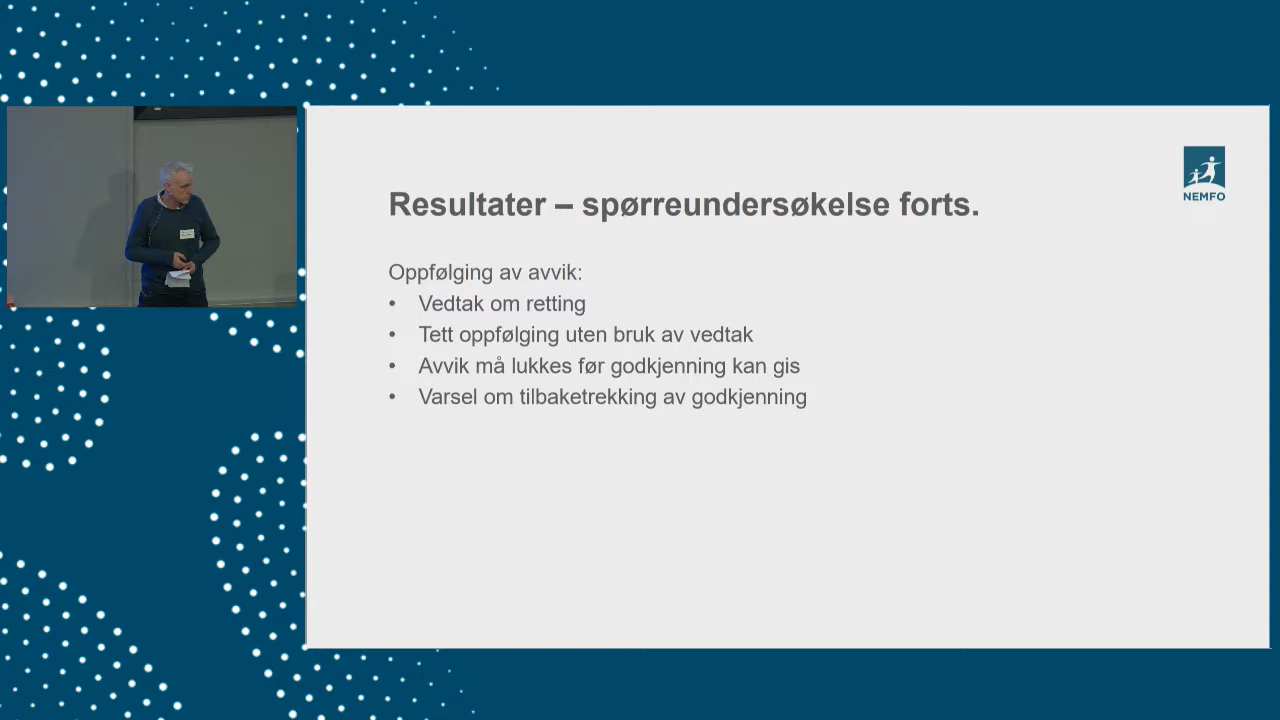 Resultater – spørreundersøkelse forts.
NEMFO
Oppfølging av avvik:
• Vedtak om retting
• Tett oppfølging uten bruk av vedtak
• Avvik må lukkes før godkjenning kan gis
• Varsel om tilbaketrekking av godkjenning